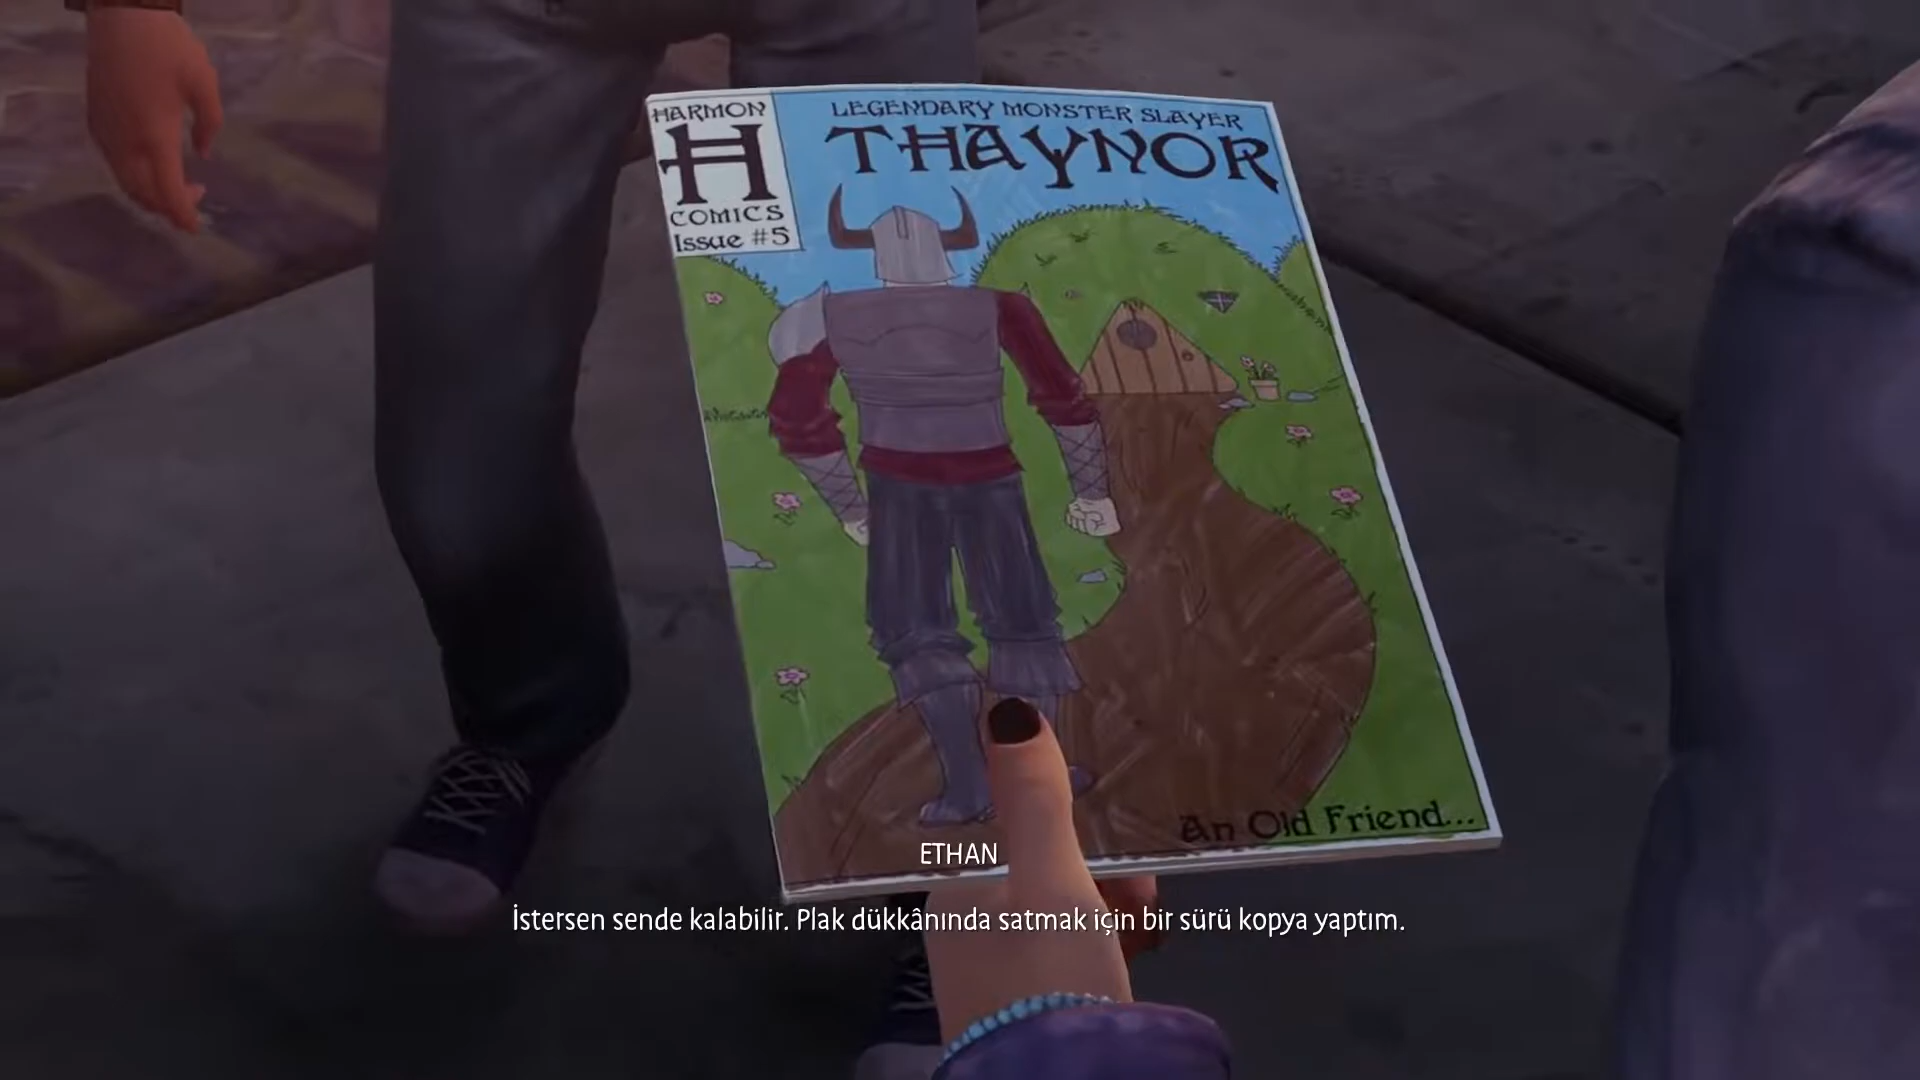 HARMON
H
COMICS
Issue #5
LEGENDARY MONSTER SLAYER
THAYNOR
An Old Friend...
ETHAN
İstersen sende kalabilir. Plak dükkânında satmak için bir sürü kopya yaptım.